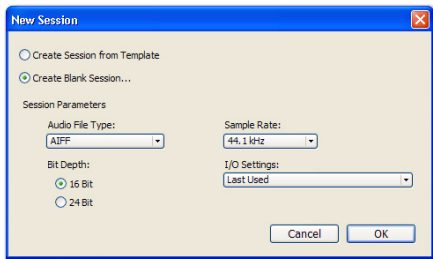 New Session
Create Session from Template
Create Blank Session...
Session Parameters
Audio File Type:
AIFF
Sample Rate:
44.1 kHz
Bit Depth:
16 Bit
24 Bit
I/O Settings:
Last Used
Cancel
OK